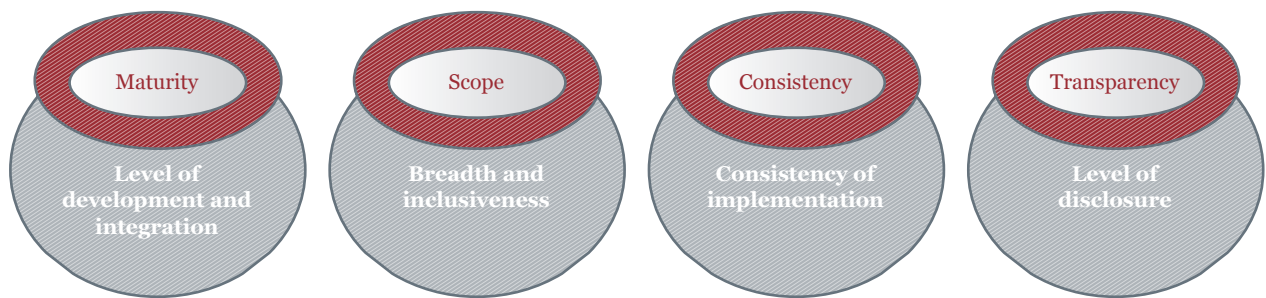 Maturity
Level of
development and
integration
Scope
Breadth and
inclusiveness
Consistency
Consistency of
implementation
Transparency
Level of
disclosure